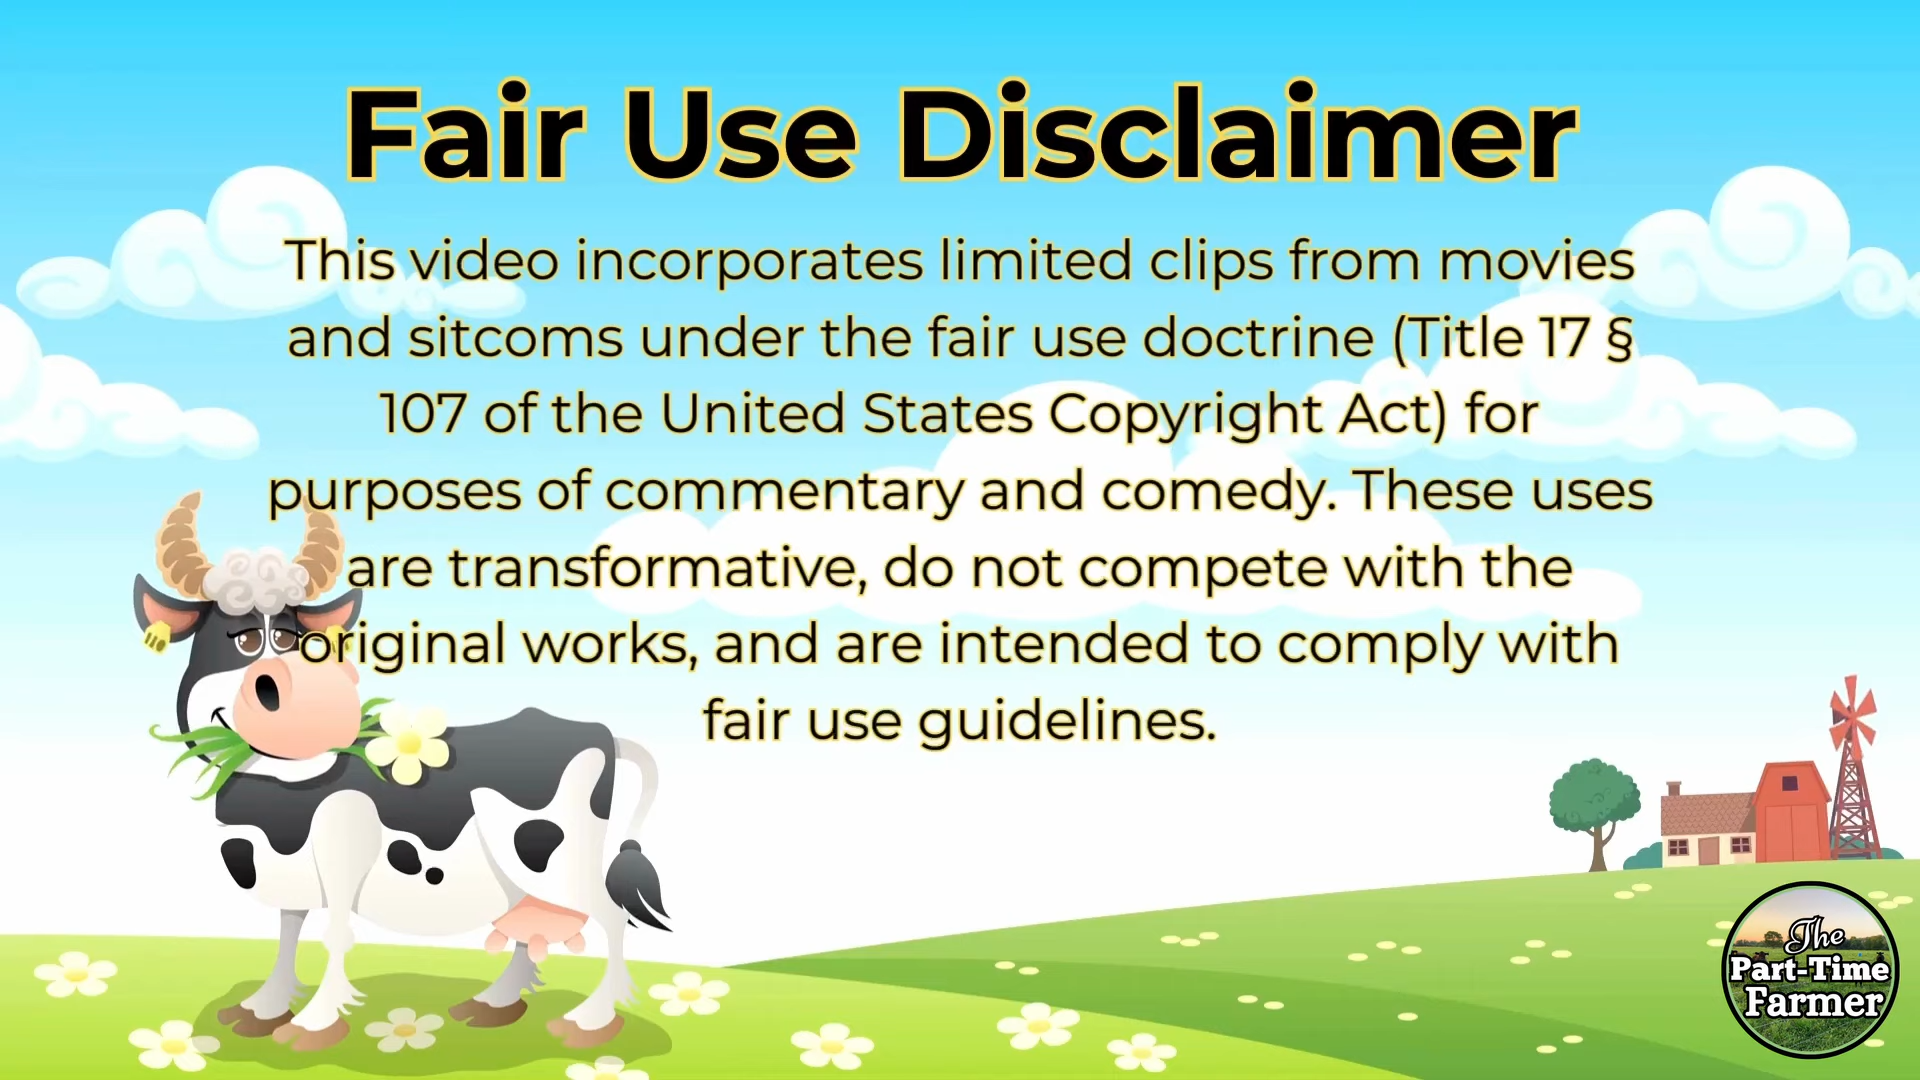 Fair Use Disclaimer
This video incorporates limited clips from movies
and sitcoms under the fair use doctrine (Title 17 §
107 of the United States Copyright Act) for
purposes of commentary and comedy. These uses
are transformative, do not compete with the
original works, and are intended to comply with
fair use guidelines.
The
Part-Time
Farmer